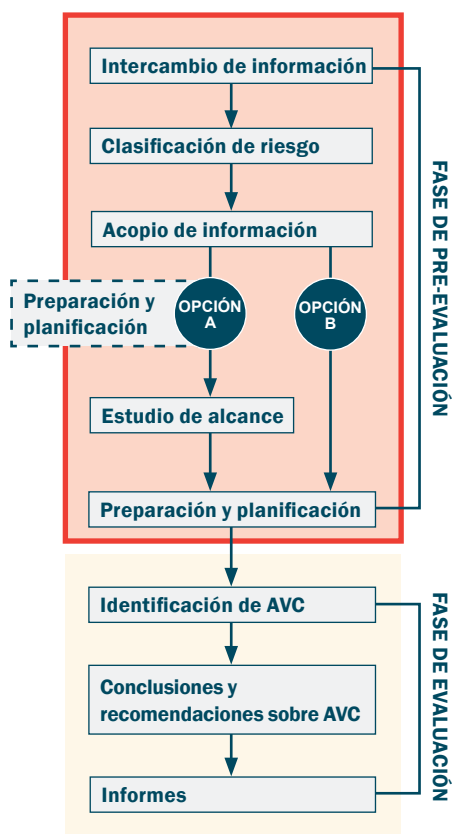 Intercambio de información
Clasificación de riesgo
Acopio de información
Preparación y
planificación
OPCIÓN
A
OPCIÓN
B
Estudio de alcance
Preparación y planificación
FASE DE PRE-EVALUACIÓN
Identificación de AVC
Conclusiones y
recomendaciones sobre AVC
Informes
FASE DE EVALUACIÓN